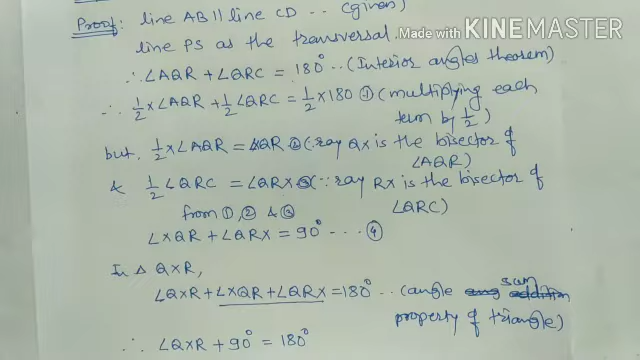 Proof: line AB || line CD .. (given)
line PS as the transversal.
Made with KINEMASTER
∴ ∠AQR + ∠QRC = 180° .. (Interior angles theorem)
∴ 1/2 × ∠AQR + 1/2 ∠QRC = 1/2 × 180 ① (multiplying each
term by 1/2)
but, 1/2 × ∠AQR = ∠XQR ② (∵ ray QX is the bisector of
∠AQR)
& 1/2 ∠QRC = ∠QRX ③ (∵ ray RX is the bisector of
∠QRC)
from ①, ② & ③
∠XQR + ∠QRX = 90° ... ④
In △ QXR,
∠QXR + ∠XQR + ∠QRX = 180° .. (angle sum
property of triangle)
∴ ∠QXR + 90° = 180°